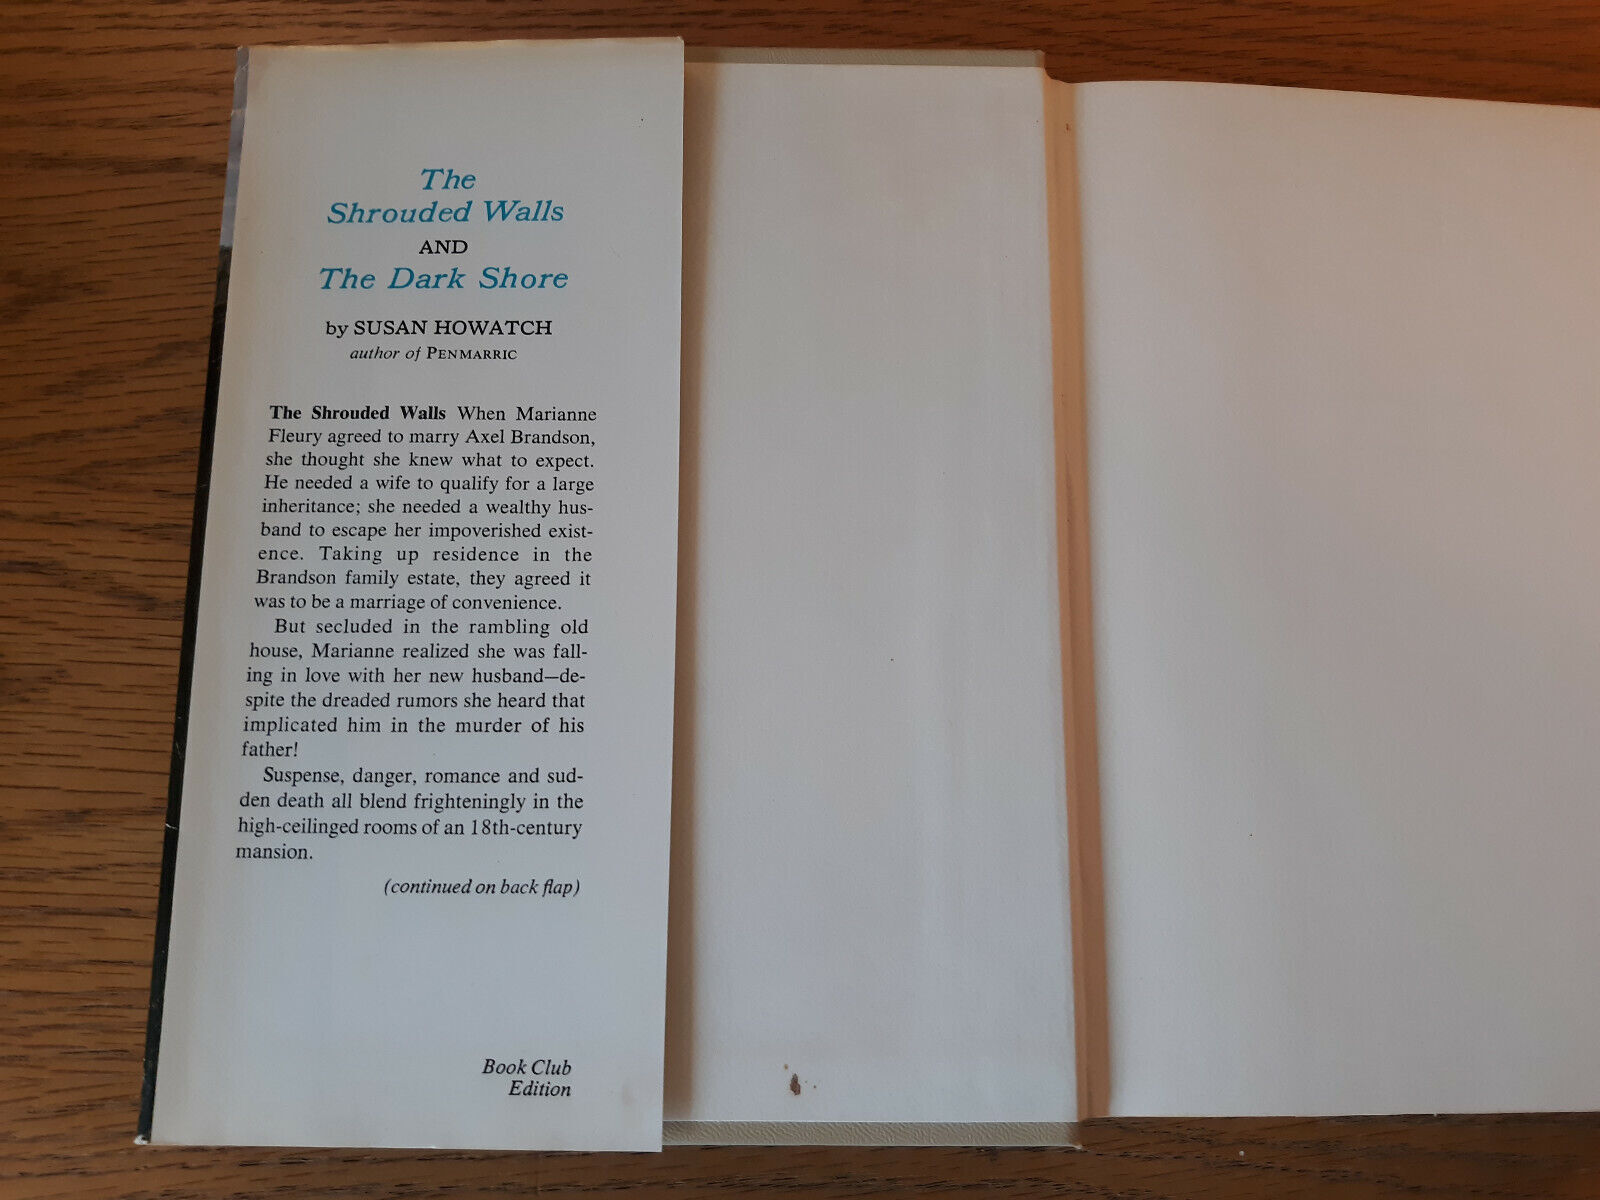 The
Shrouded Walls
AND
The Dark Shore
by SUSAN HOWATCH
author of PENMARRIC
The Shrouded Walls When Marianne
Fleury agreed to marry Axel Brandson,
she thought she knew what to expect.
He needed a wife to qualify for a large
inheritance; she needed a wealthy hus-
band to escape her impoverished exist-
ence. Taking up residence in the
Brandson family estate, they agreed it
was to be a marriage of convenience.
But secluded in the rambling old
house, Marianne realized she was fall-
ing in love with her new husband—de-
spite the dreaded rumors she heard that
implicated him in the murder of his
father!
Suspense, danger, romance and sud-
den death all blend frighteningly in the
high-ceilinged rooms of an 18th-century
mansion.
(continued on back flap)
Book Club
Edition